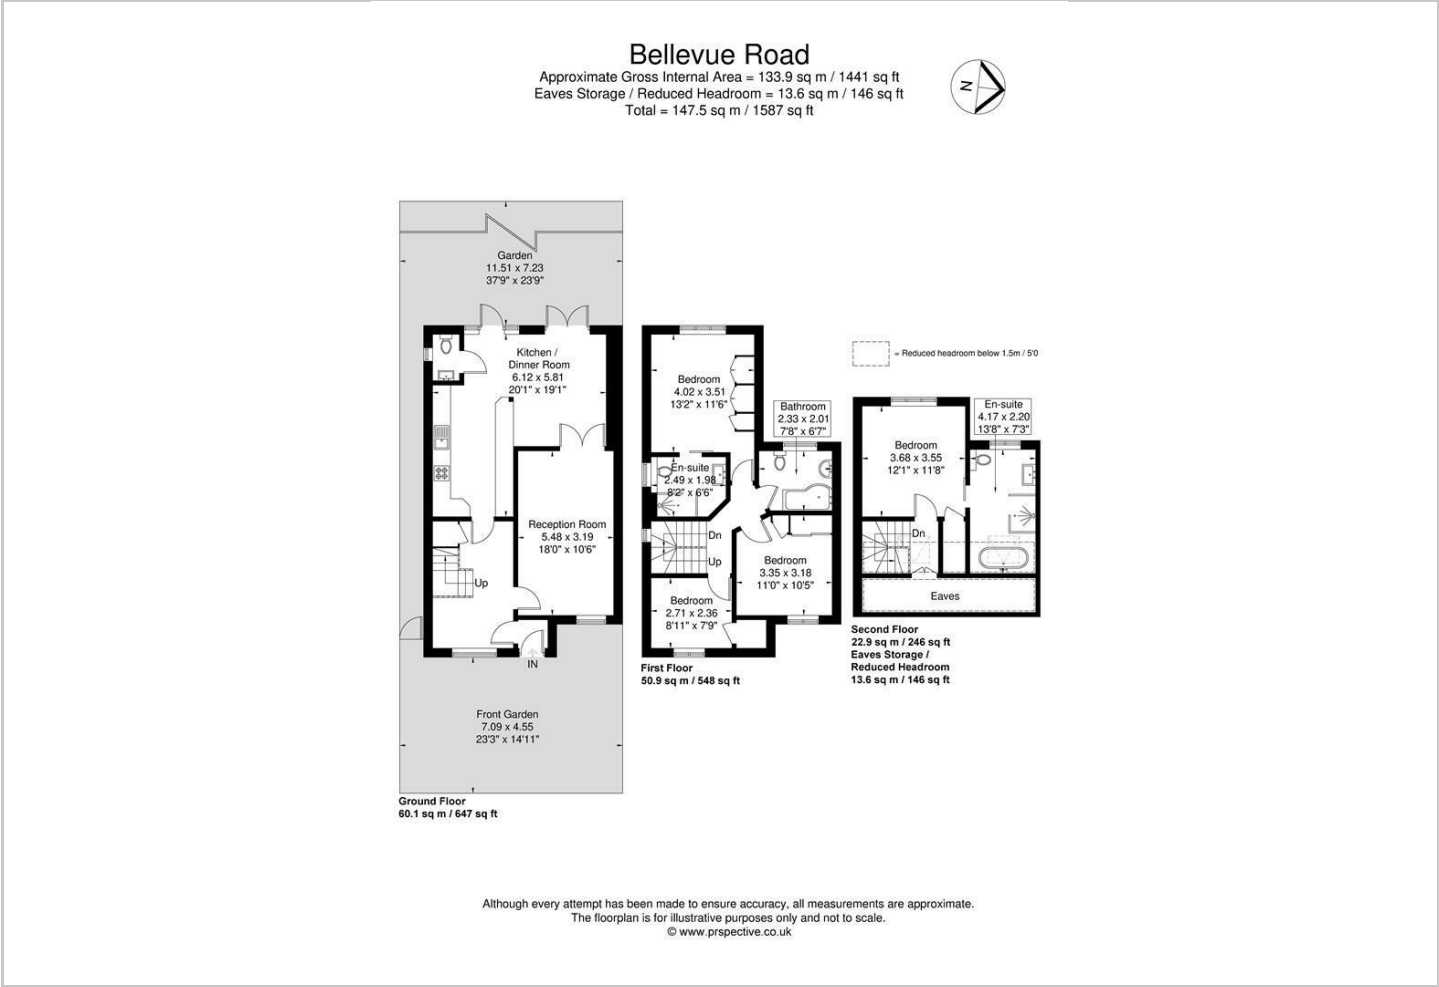 Bellevue Road
Approximate Gross Internal Area = 133.9 sq m / 1441 sq ft
Eaves Storage / Reduced Headroom = 13.6 sq m / 146 sq ft
Total = 147.5 sq m / 1587 sq ft
N
Garden
11.51 x 7.23
37'9" x 23'9"
Kitchen /
Dinner Room
6.12 x 5.81
20'1" x 19'1"
Reception Room
5.48 x 3.19
18'0" x 10'6"
Up
IN
Front Garden
7.09 x 4.55
23'3" x 14'11"
Ground Floor
60.1 sq m / 647 sq ft
Bedroom
4.02 x 3.51
13'2" x 11'6"
Bathroom
2.33 x 2.01
7'8" x 6'7"
En-suite
2.49 x 1.98
8'2" x 6'6"
Dn
Up
Bedroom
3.35 x 3.18
11'0" x 10'5"
Bedroom
2.71 x 2.36
8'11" x 7'9"
First Floor
50.9 sq m / 548 sq ft
= Reduced headroom below 1.5m / 5'0
En-suite
4.17 x 2.20
13'8" x 7'3"
Bedroom
3.68 x 3.55
12'1" x 11'8"
Dn
Eaves
Second Floor
22.9 sq m / 246 sq ft
Eaves Storage /
Reduced Headroom
13.6 sq m / 146 sq ft
Although every attempt has been made to ensure accuracy, all measurements are approximate.
The floorplan is for illustrative purposes only and not to scale.
© www.prspective.co.uk